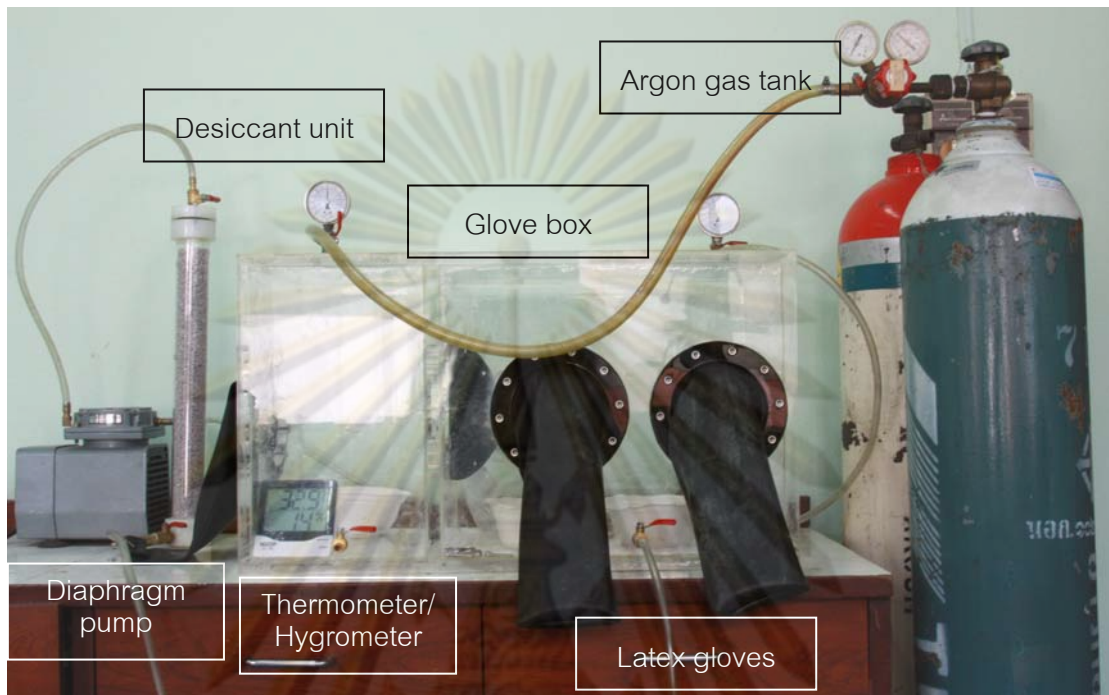 Argon gas tank
Desiccant unit
Glove box
32.5
นอก.
Diaphragm
pump
Thermometer/
Hygrometer
Latex gloves